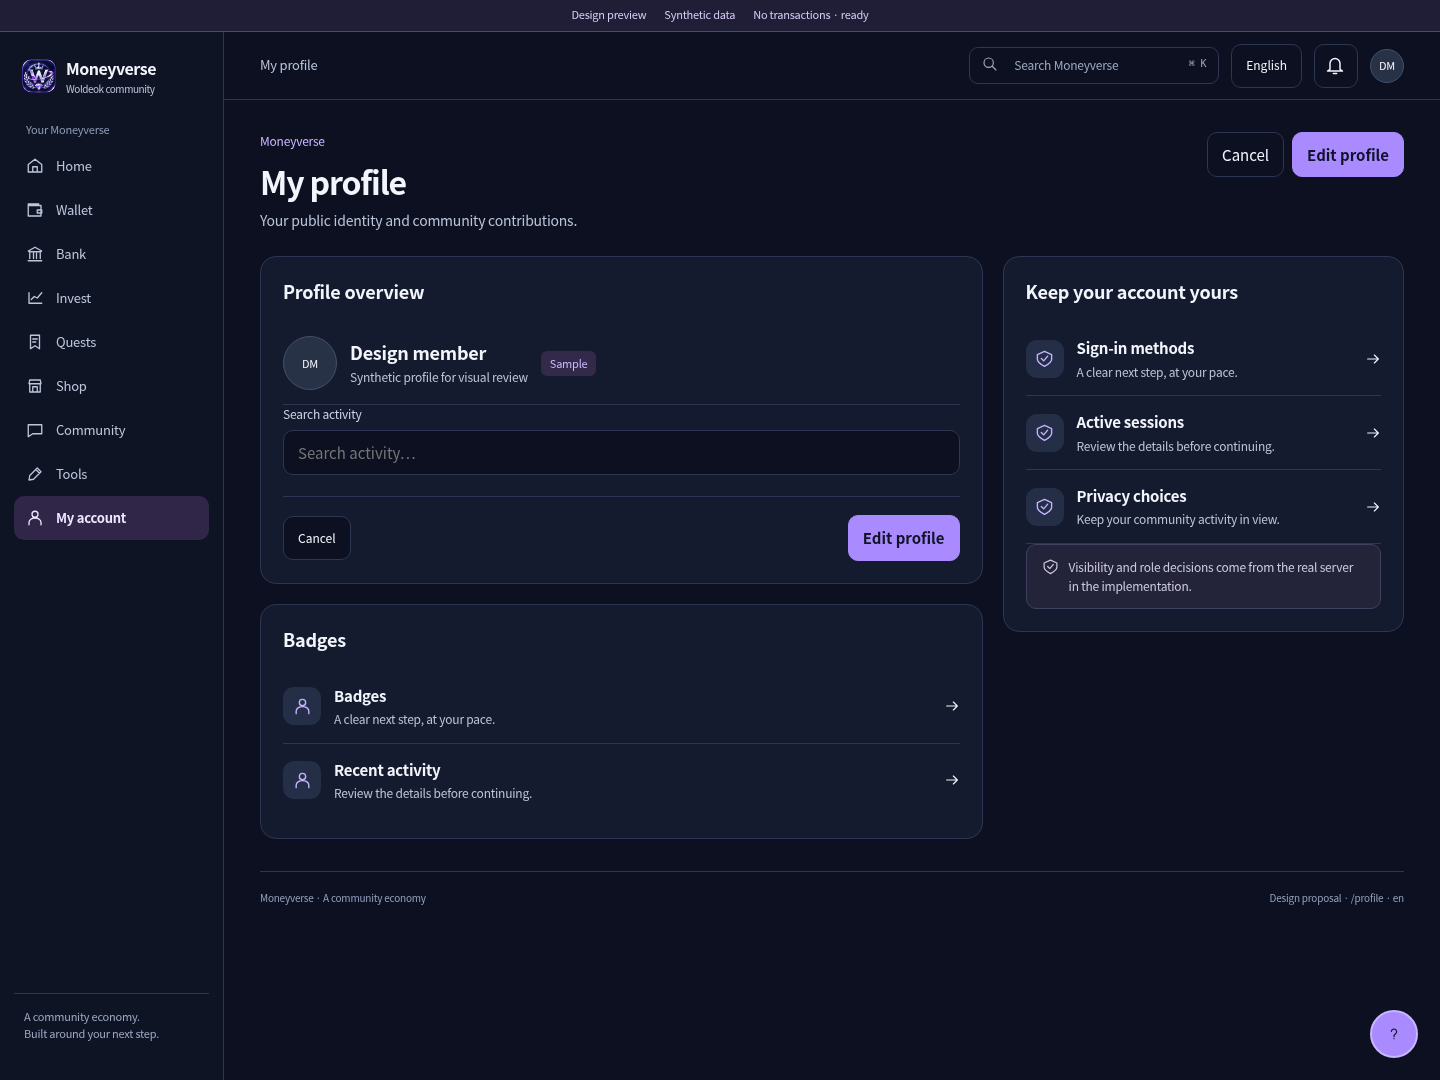 Design preview Synthetic data No transactions · ready
Moneyverse
Woldeok community
Your Moneyverse
Home
Wallet
Bank
Invest
Quests
Shop
Community
Tools
My account
A community economy.
Built around your next step.
My profile
Search Moneyverse ⌘ K
English
DM
Moneyverse
My profile
Your public identity and community contributions.
Cancel
Edit profile
Profile overview
DM
Design member
Synthetic profile for visual review
Sample
Search activity
Search activity…
Cancel
Edit profile
Badges
Badges
A clear next step, at your pace.
Recent activity
Review the details before continuing.
Keep your account yours
Sign-in methods
A clear next step, at your pace.
Active sessions
Review the details before continuing.
Privacy choices
Keep your community activity in view.
Visibility and role decisions come from the real server
in the implementation.
Moneyverse · A community economy
Design proposal · /profile · en
?